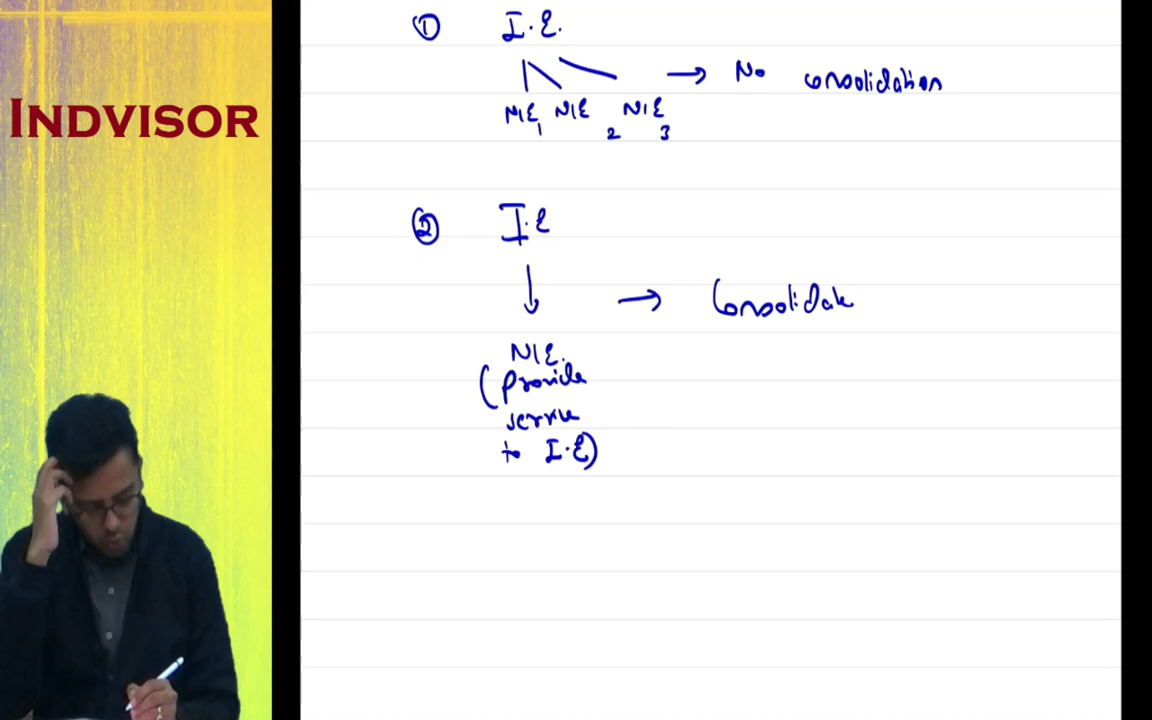 INDVISOR
① I.E.
NIE1 NIE2 NIE3 → No consolidation
② I.E
↓ → Consolidate
NIE.
(Provide
service
to I.E)